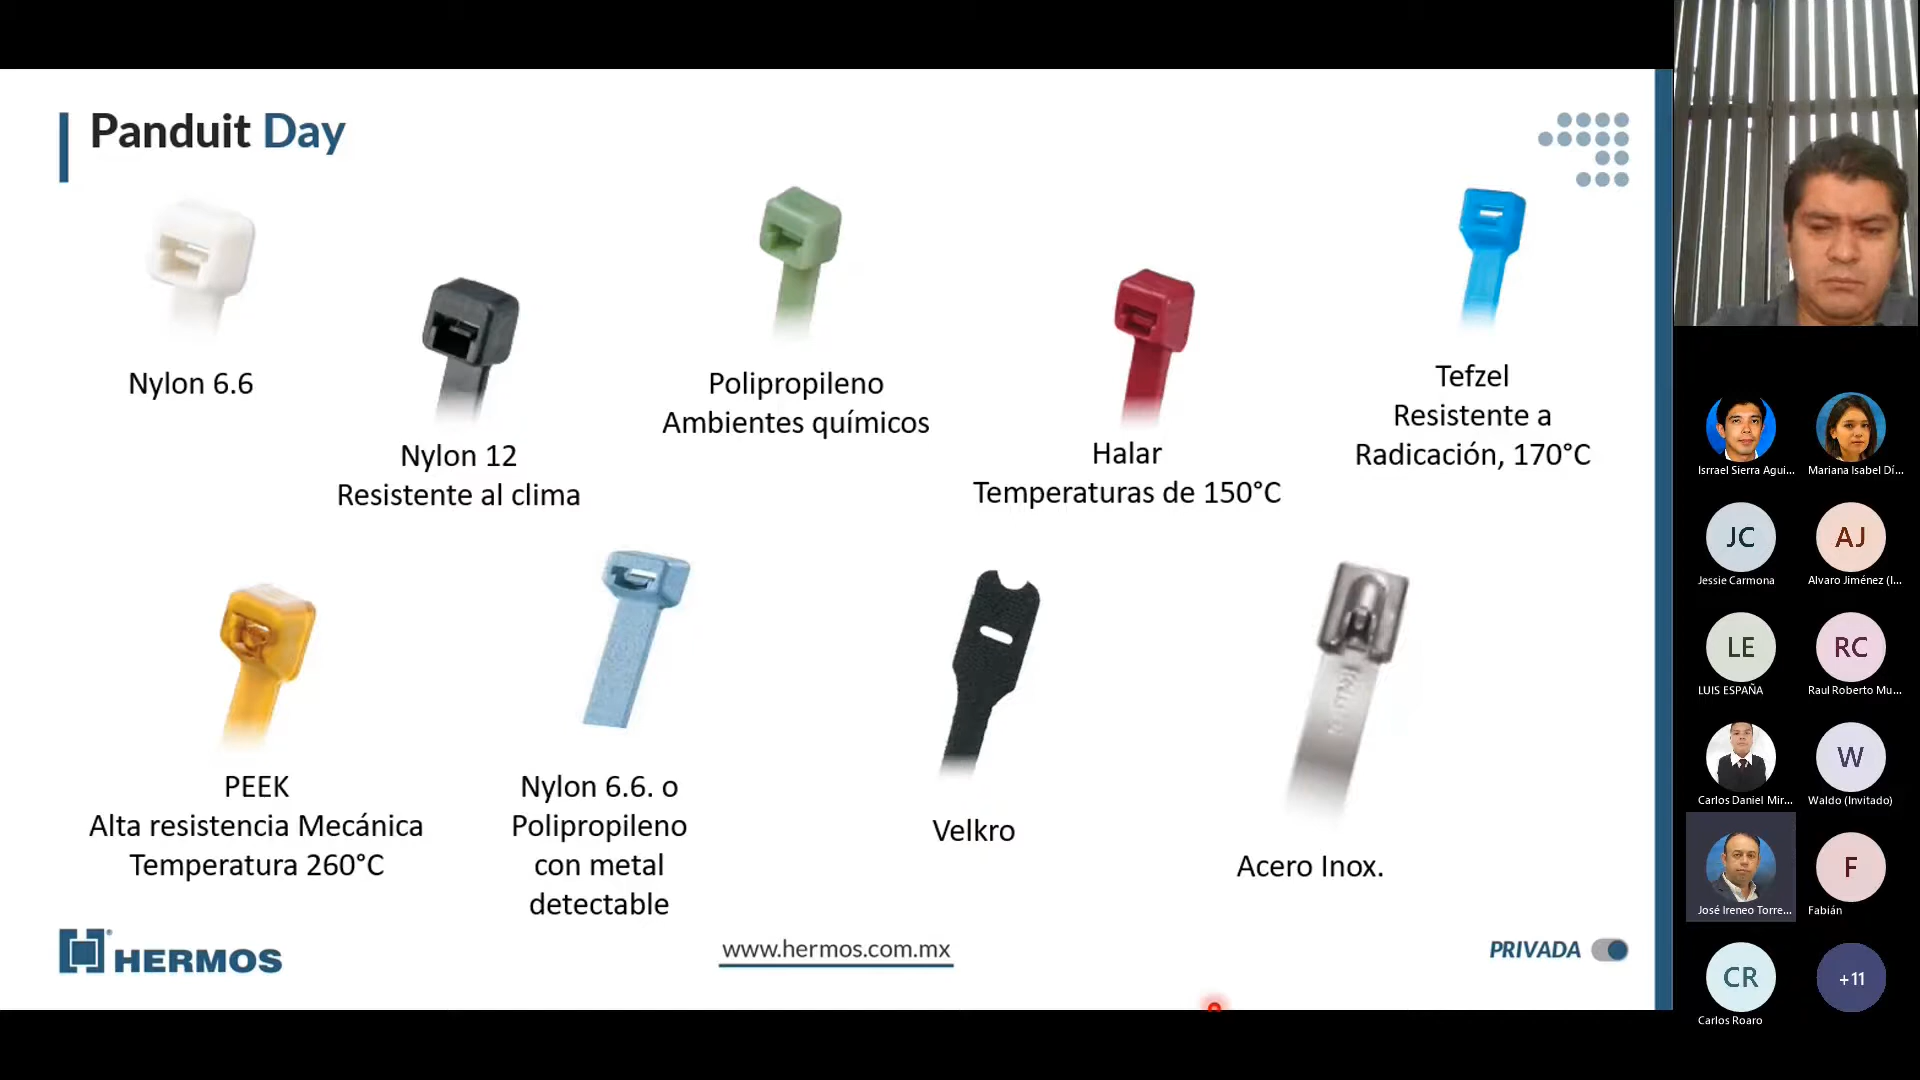 Panduit Day
Nylon 6.6
Nylon 12
Resistente al clima
Polipropileno
Ambientes químicos
Halar
Temperaturas de 150°C
Tefzel
Resistente a
Radicación, 170°C
PEEK
Alta resistencia Mecánica
Temperatura 260°C
Nylon 6.6. o
Polipropileno
con metal
detectable
Velkro
Acero Inox.
HERMOS
www.hermos.com.mx
PRIVADA
Isrrael Sierra Agui...
Mariana Isabel Dí...
JC
Jessie Carmona
AJ
Alvaro Jiménez (I...
LE
LUIS ESPAÑA
RC
Raul Roberto Mu...
Carlos Daniel Mir...
W
Waldo (Invitado)
José Ireneo Torre...
F
Fabián
CR
Carlos Roaro
+11